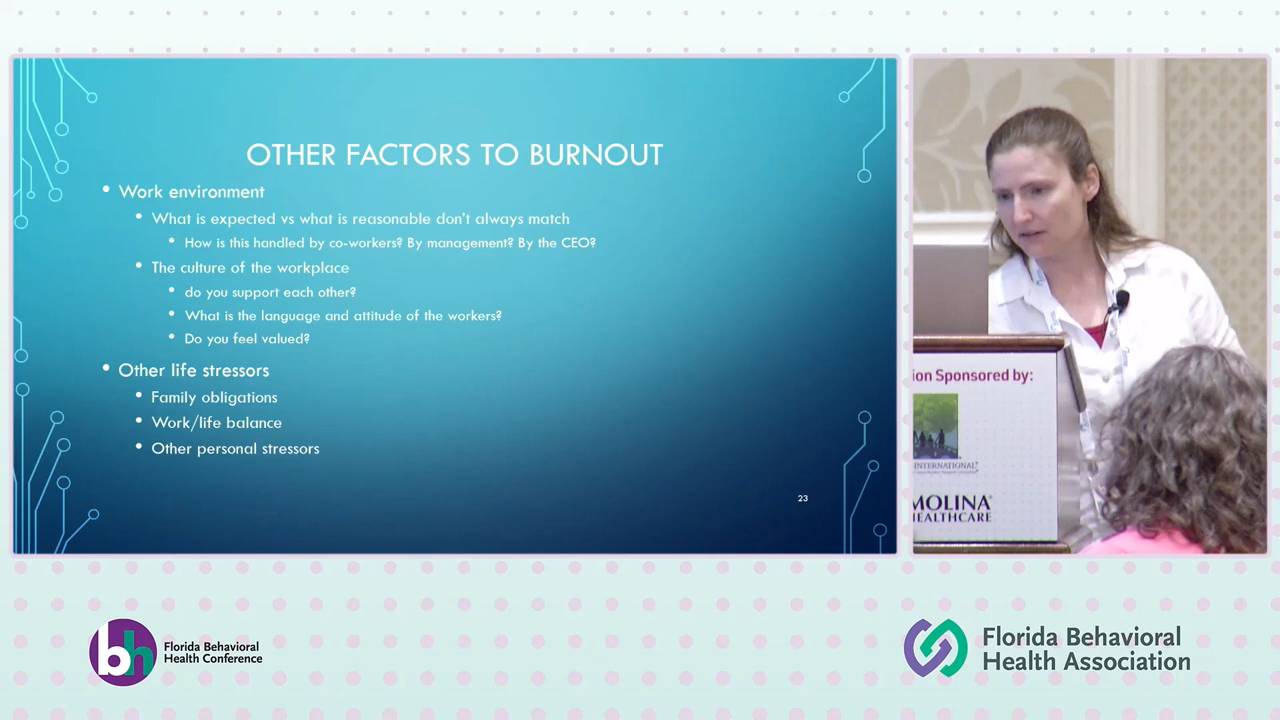 OTHER FACTORS TO BURNOUT
• Work environment
• What is expected vs what is reasonable don't always match
• How is this handled by co-workers? By management? By the CEO?
• The culture of the workplace
• do you support each other?
• What is the language and attitude of the workers?
• Do you feel valued?
• Other life stressors
• Family obligations
• Work/life balance
• Other personal stressors
23
ion Sponsored by:
INTERNATIONAL
MOLINA
HEALTHCARE
bh
Florida Behavioral
Health Conference
Florida Behavioral
Health Association